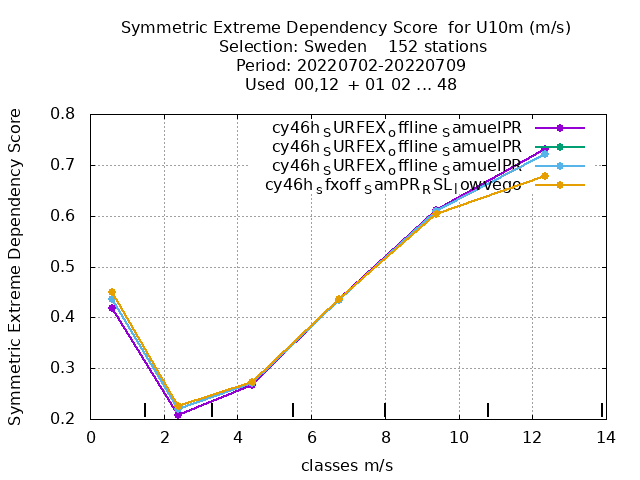 Symmetric Extreme Dependency Score  for U10m (m/s)
Selection: Sweden    152 stations
Period: 20220702-20220709
Used  00,12  + 01 02 ... 48
Symmetric Extreme Dependency Score
0.8
0.7
0.6
0.5
0.4
0.3
0.2
cy46h_SURFEX_offline_SamuelPR
cy46h_SURFEX_offline_SamuelPR
cy46h_SURFEX_offline_SamuelPR
cy46h_sfxoff_SamPR_RSL_lowvego
0 2 4 6 8 10 12 14
classes m/s